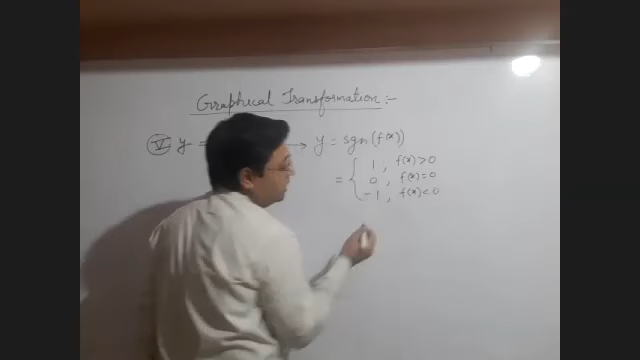 Graphical Transformation :-
(V) y = → y = sgn(f(x))
= { 1 , f(x) > 0
0 , f(x) = 0
-1 , f(x) < 0